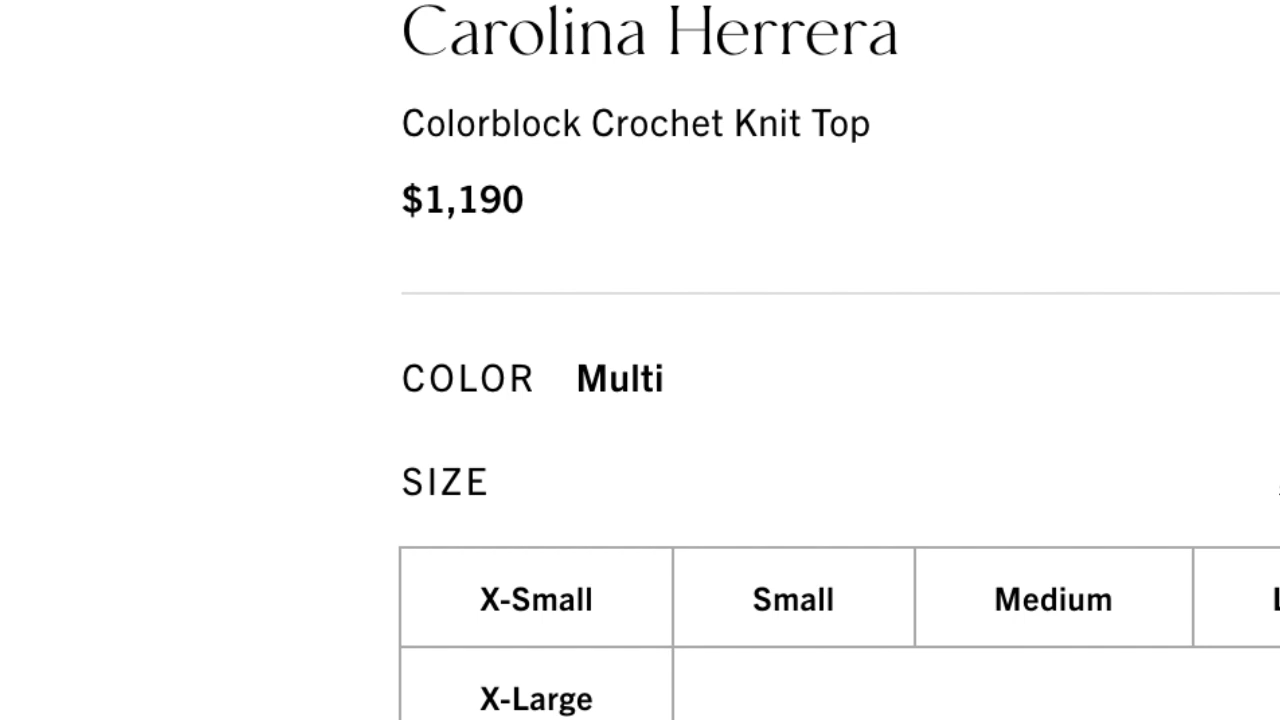 Carolina Herrera
Colorblock Crochet Knit Top
$1,190
COLOR Multi
SIZE
X-Small Small Medium
X-Large